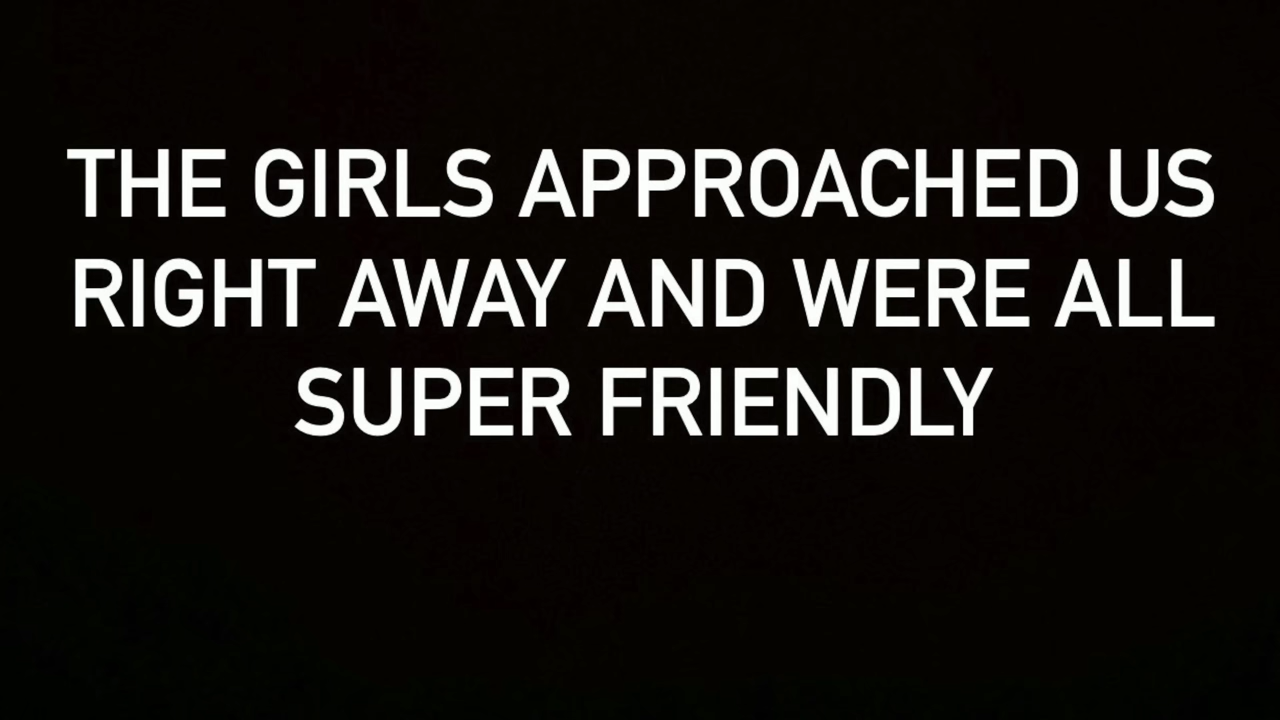 THE GIRLS APPROACHED US
RIGHT AWAY AND WERE ALL
SUPER FRIENDLY